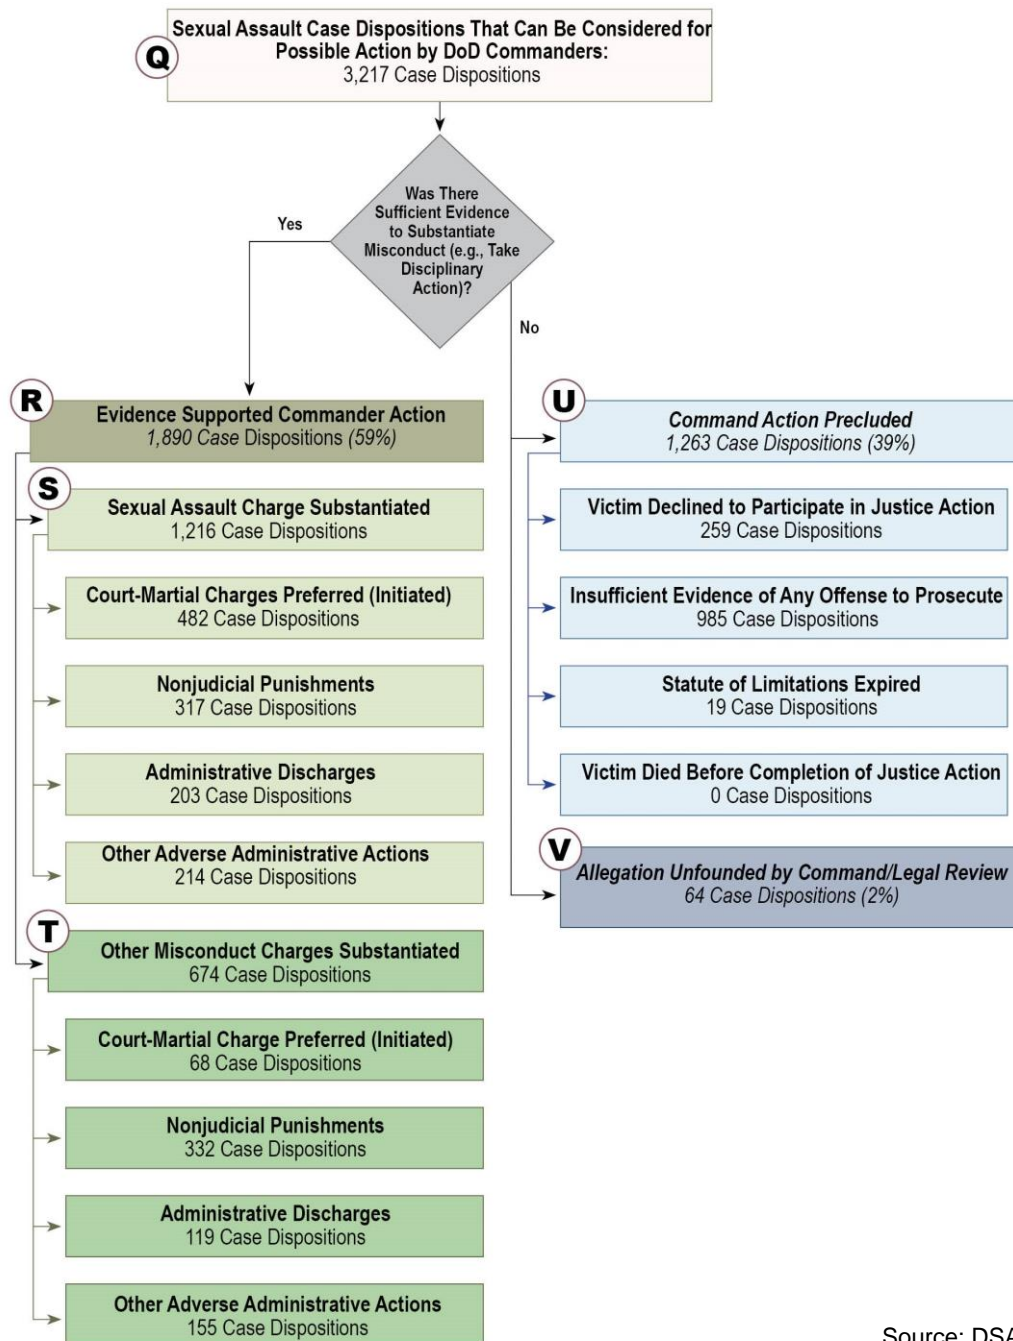 Q
Sexual Assault Case Dispositions That Can Be Considered for
Possible Action by DoD Commanders:
3,217 Case Dispositions
Was There
Sufficient Evidence
to Substantiate
Misconduct (e.g., Take
Disciplinary
Action)?
Yes
No
R
Evidence Supported Commander Action
1,890 Case Dispositions (59%)
S
Sexual Assault Charge Substantiated
1,216 Case Dispositions
Court-Martial Charges Preferred (Initiated)
482 Case Dispositions
Nonjudicial Punishments
317 Case Dispositions
Administrative Discharges
203 Case Dispositions
Other Adverse Administrative Actions
214 Case Dispositions
T
Other Misconduct Charges Substantiated
674 Case Dispositions
Court-Martial Charge Preferred (Initiated)
68 Case Dispositions
Nonjudicial Punishments
332 Case Dispositions
Administrative Discharges
119 Case Dispositions
Other Adverse Administrative Actions
155 Case Dispositions
U
Command Action Precluded
1,263 Case Dispositions (39%)
Victim Declined to Participate in Justice Action
259 Case Dispositions
Insufficient Evidence of Any Offense to Prosecute
985 Case Dispositions
Statute of Limitations Expired
19 Case Dispositions
Victim Died Before Completion of Justice Action
0 Case Dispositions
V
Allegation Unfounded by Command/Legal Review
64 Case Dispositions (2%)
Source: